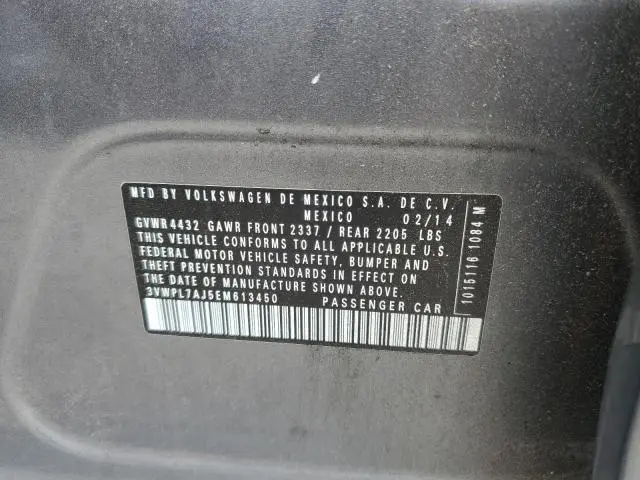 MFD BY VOLKSWAGEN DE MEXICO S.A. DE C.V.
MEXICO 02/14
GVWR4432 GAWR FRONT 2337 / REAR 2205 LBS
THIS VEHICLE CONFORMS TO ALL APPLICABLE U.S.
FEDERAL MOTOR VEHICLE SAFETY, BUMPER AND
THEFT PREVENTION STANDARDS IN EFFECT ON
THE DATE OF MANUFACTURE SHOWN ABOVE.
3VWPL7AJ5EM613450 PASSENGER CAR
1015116 1084 M